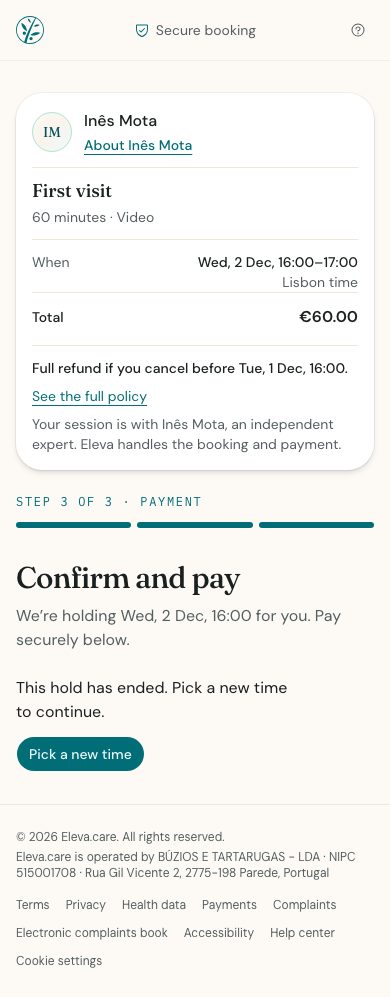 Secure booking
IM
Inês Mota
About Inês Mota
First visit
60 minutes · Video
When
Wed, 2 Dec, 16:00–17:00
Lisbon time
Total
€60.00
Full refund if you cancel before Tue, 1 Dec, 16:00.
See the full policy
Your session is with Inês Mota, an independent
expert. Eleva handles the booking and payment.
STEP 3 OF 3 · PAYMENT
Confirm and pay
We’re holding Wed, 2 Dec, 16:00 for you. Pay
securely below.
This hold has ended. Pick a new time
to continue.
Pick a new time
© 2026 Eleva.care. All rights reserved.
Eleva.care is operated by BÚZIOS E TARTARUGAS - LDA · NIPC
515001708 · Rua Gil Vicente 2, 2775-198 Parede, Portugal
Terms Privacy Health data Payments Complaints
Electronic complaints book Accessibility Help center
Cookie settings